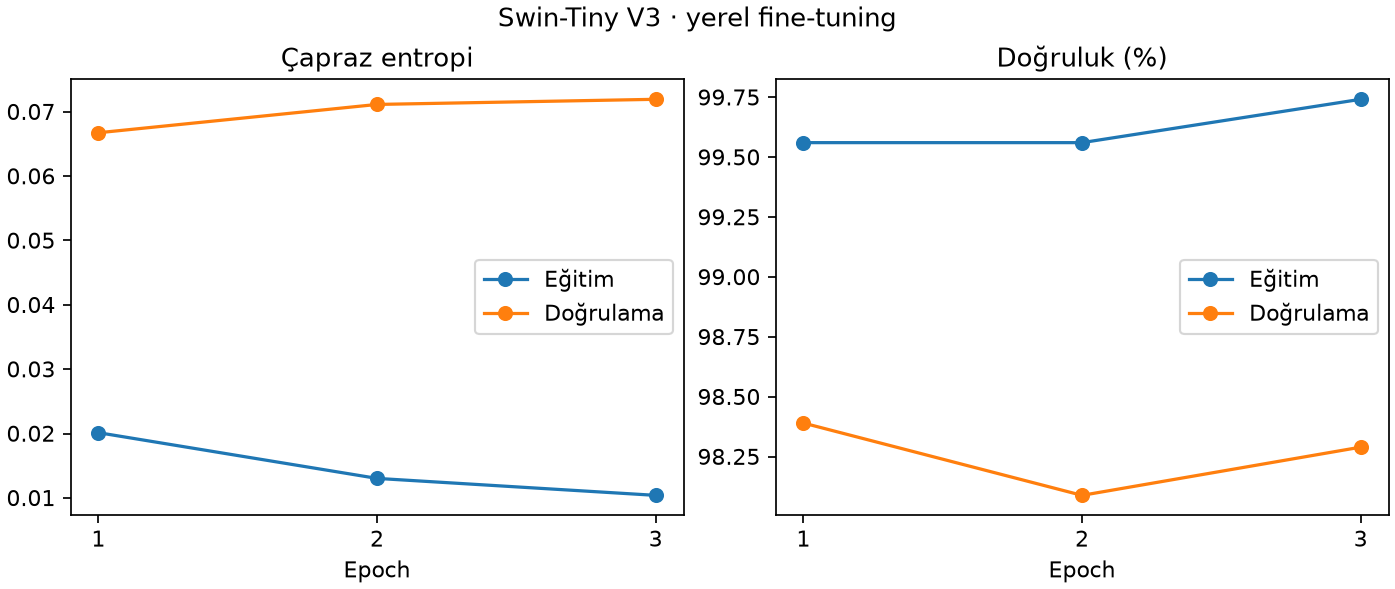 Swin-Tiny V3 · yerel fine-tuning
Çapraz entropi
0.07
0.06
0.05
0.04
0.03
0.02
0.01
Eğitim
Doğrulama
1 2 3
Epoch
Doğruluk (%)
99.75
99.50
99.25
99.00
98.75
98.50
98.25
Eğitim
Doğrulama
1 2 3
Epoch